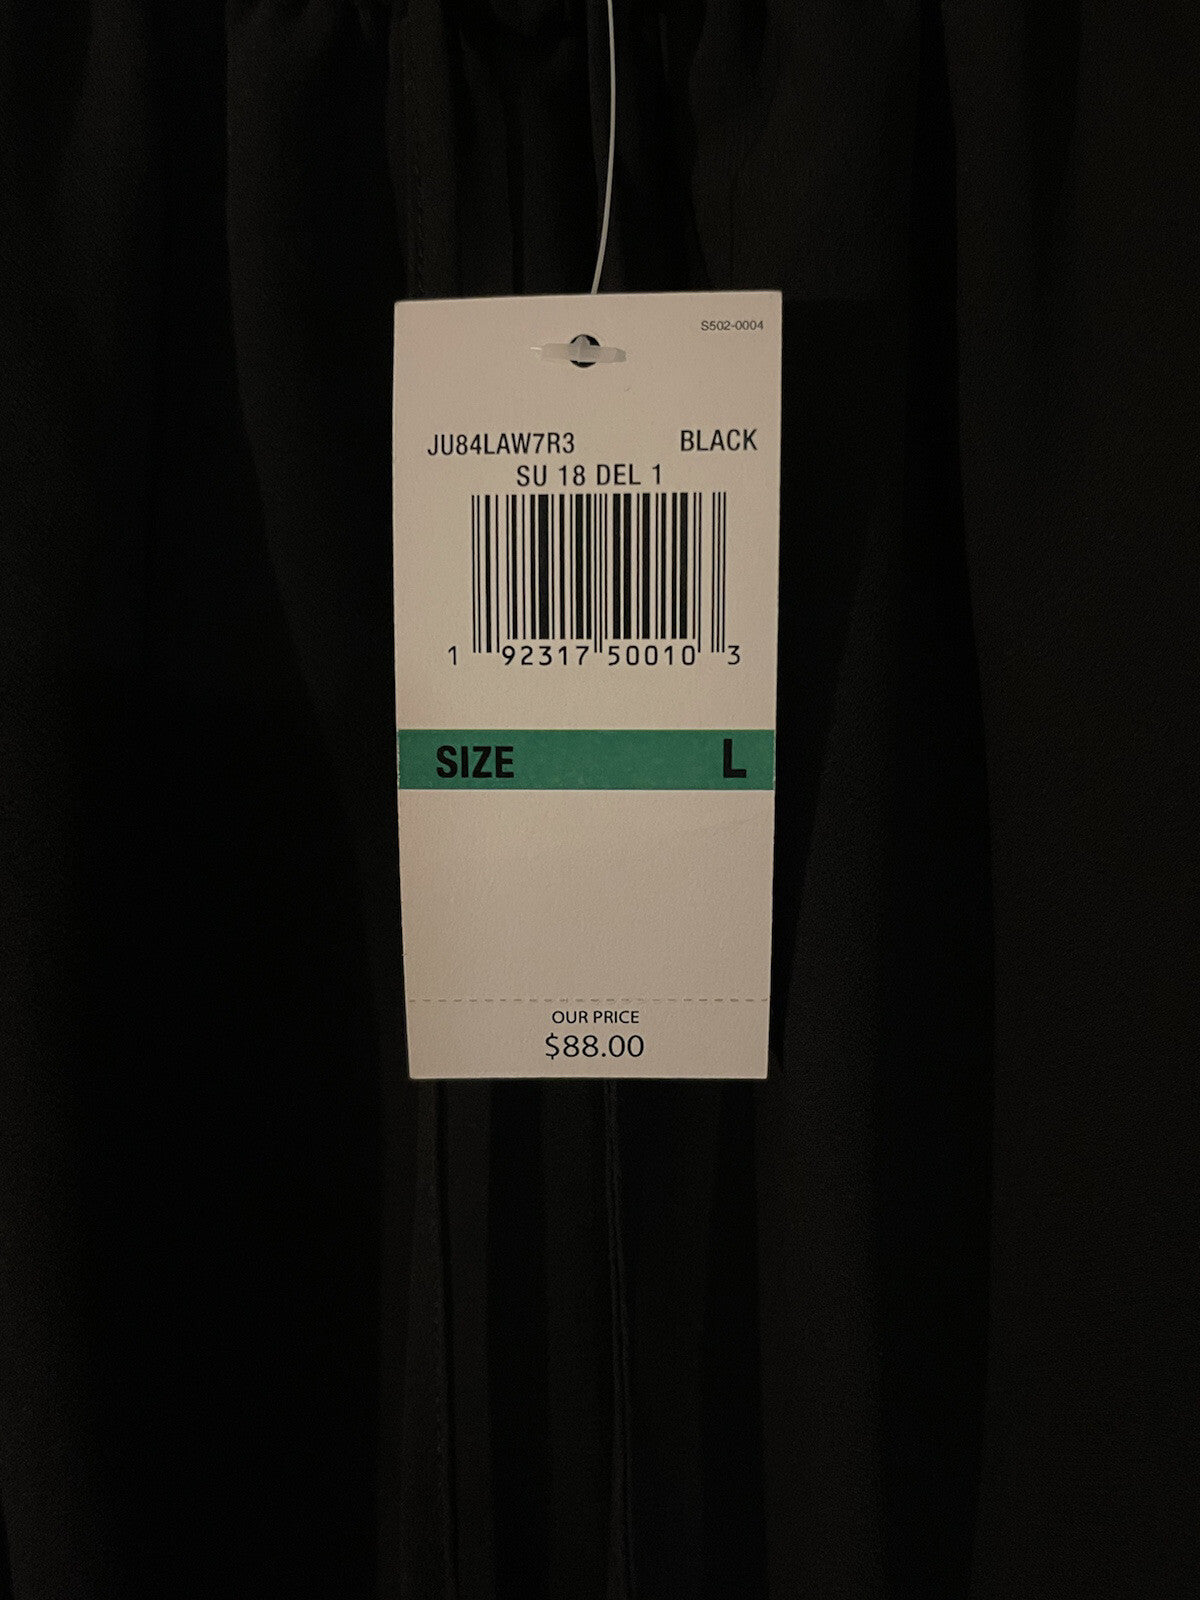 S502-0004
JU84LAW7R3 BLACK
SU 18 DEL 1
1 92317 50010 3
SIZE L
OUR PRICE
$88.00